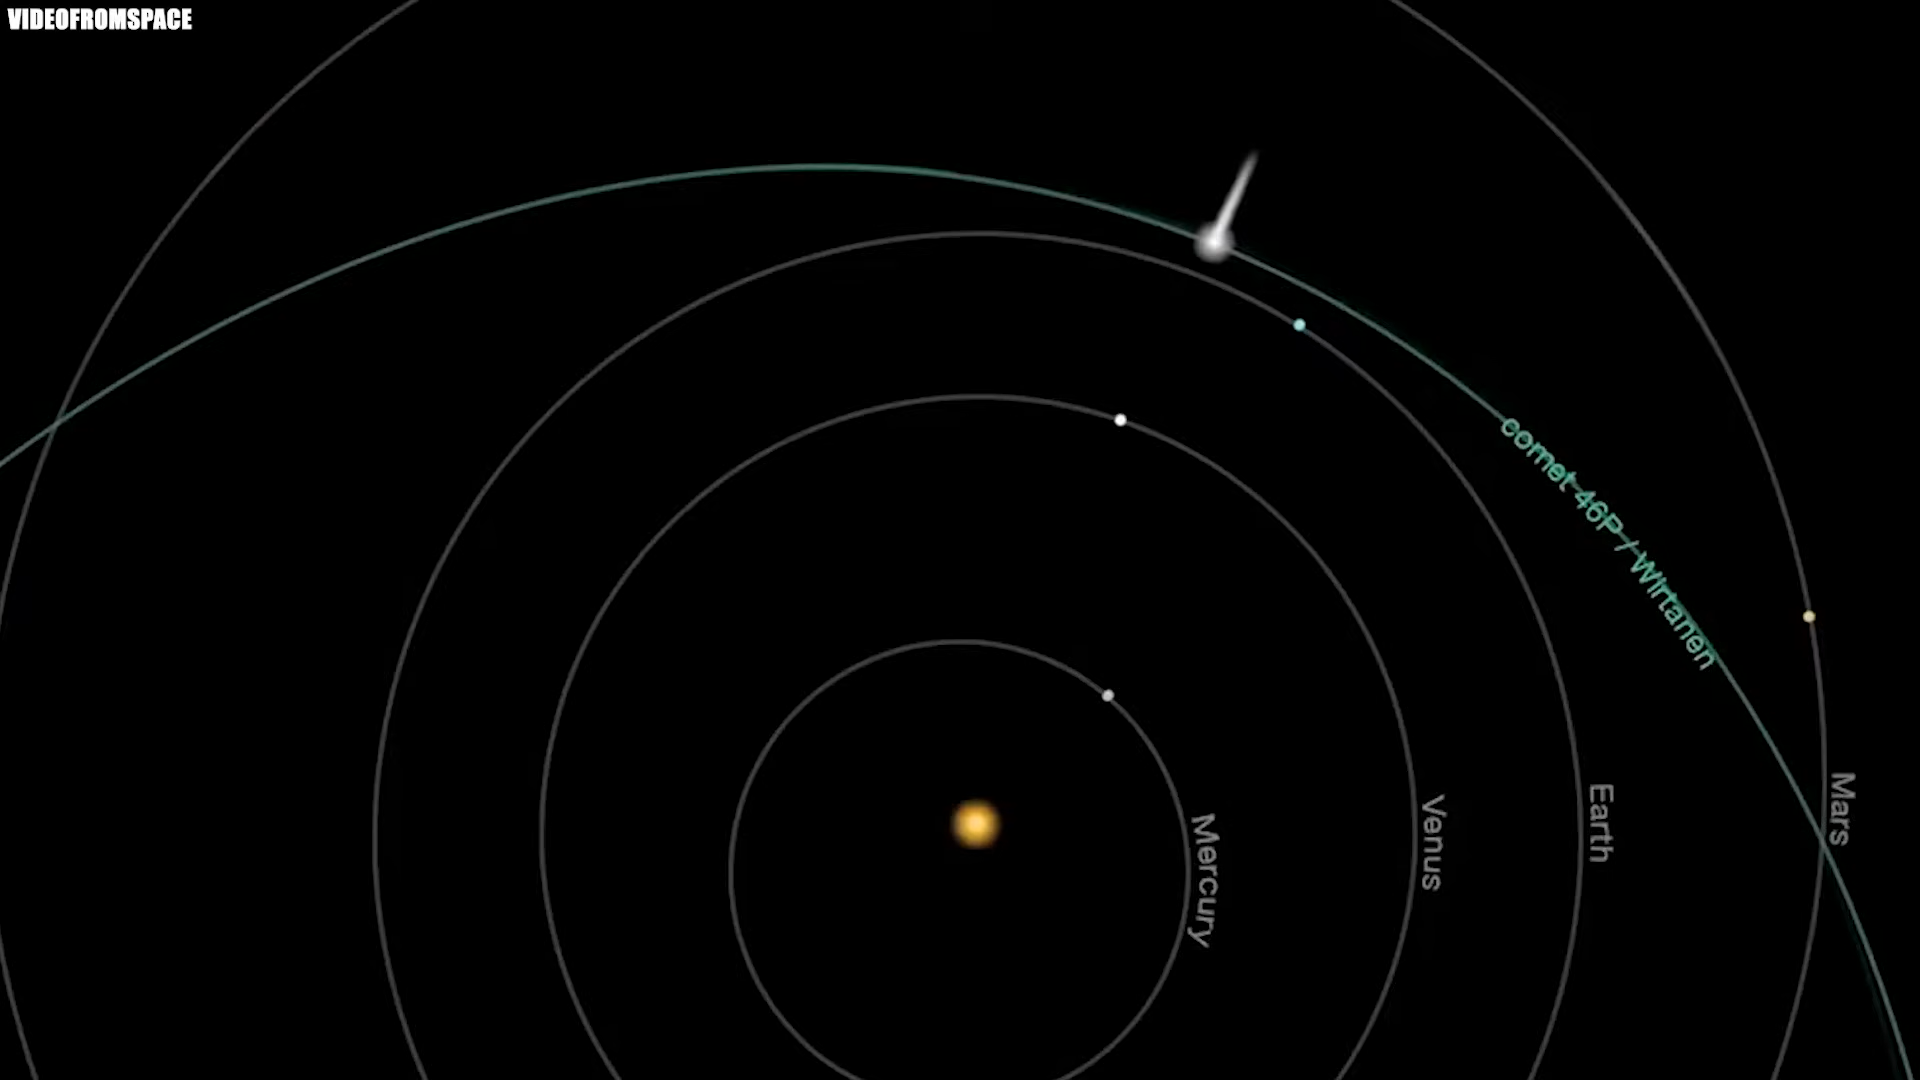 VIDEOFROMSPACE
comet 46P / Wirtanen
Mars
Earth
Venus
Mercury